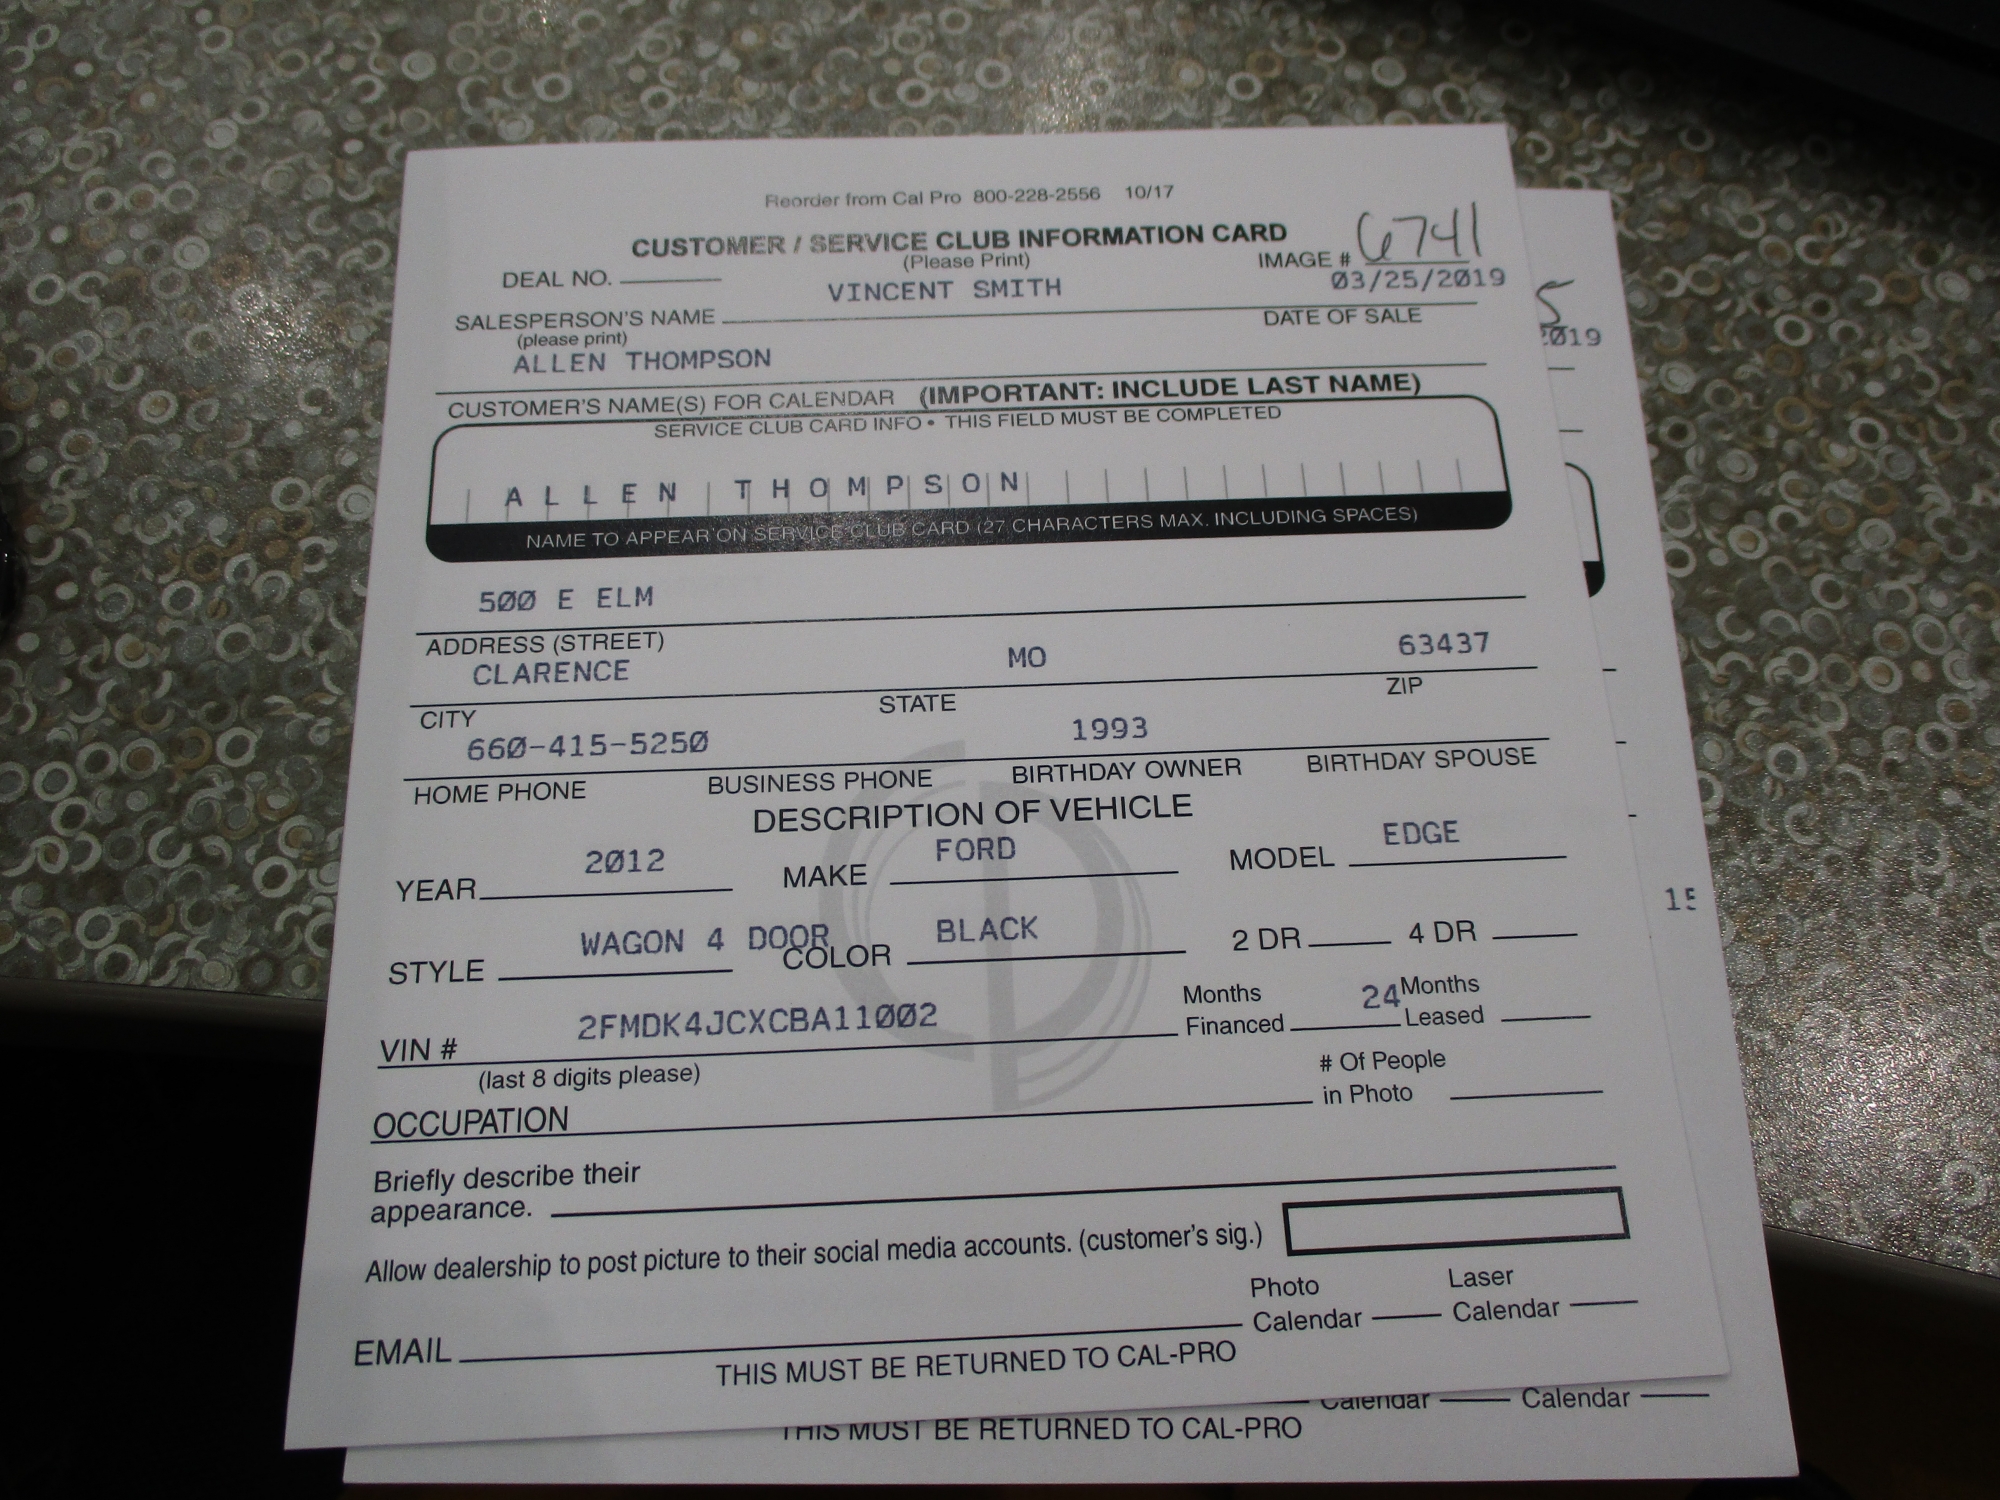 Reorder from Cal Pro 800-228-2556 10/17
CUSTOMER / SERVICE CLUB INFORMATION CARD
(Please Print)
IMAGE # 6741
DEAL NO.
VINCENT SMITH
03/25/2019
SALESPERSON'S NAME
DATE OF SALE
(please print)
ALLEN THOMPSON
CUSTOMER'S NAME(S) FOR CALENDAR (IMPORTANT: INCLUDE LAST NAME)
SERVICE CLUB CARD INFO • THIS FIELD MUST BE COMPLETED
ALLEN THOMPSON
NAME TO APPEAR ON SERVICE CLUB CARD (27 CHARACTERS MAX. INCLUDING SPACES)
5ØØ E ELM
ADDRESS (STREET)
CLARENCE MO 63437
CITY STATE ZIP
66Ø-415-525Ø 1993
HOME PHONE BUSINESS PHONE BIRTHDAY OWNER BIRTHDAY SPOUSE
DESCRIPTION OF VEHICLE
YEAR 2Ø12 MAKE FORD MODEL EDGE
STYLE WAGON 4 DOOR COLOR BLACK 2 DR 4 DR
VIN # 2FMDK4JCXCBA11ØØ2 Months Financed 24 Months Leased
(last 8 digits please)
# Of People
in Photo
OCCUPATION
Briefly describe their
appearance.
Allow dealership to post picture to their social media accounts. (customer's sig.)
Photo Laser
Calendar Calendar
EMAIL
THIS MUST BE RETURNED TO CAL-PRO
5
2Ø19
Calendar Calendar
THIS MUST BE RETURNED TO CAL-PRO